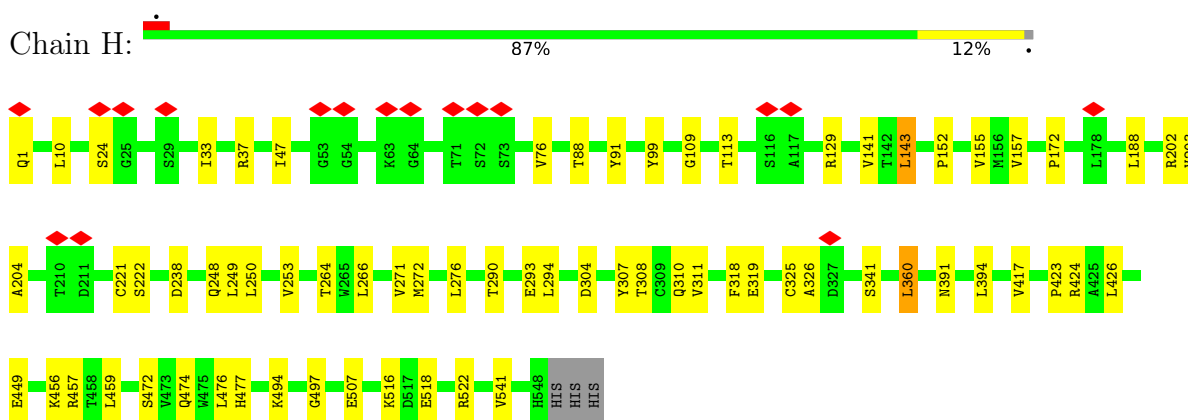 Chain H:
87%
12%
Q1 L10 S24 G25 S29 I33 R37 I47 G53 G54 K63 G64 T71 S72 S73 V76 T88 Y91 Y99 G109 T113 S116 A117 R129 V141 T142 L143 P152 V155 M156 V157 P172 L178 L188 R202
A204 T210 D211 C221 S222 D238 Q248 L249 L250 V253 T264 W265 L266 V271 M272 L276 T290 E293 L294 D304 Y307 T308 C309 Q310 V311 F318 E319 C325 A326 D327 S341 L360 N391 L394 V417 P423 R424 A425 L426
E449 K456 R457 T458 L459 S472 V473 Q474 W475 L476 H477 K494 G497 E507 K516 D517 E518 R522 V541 H548 HIS HIS HIS